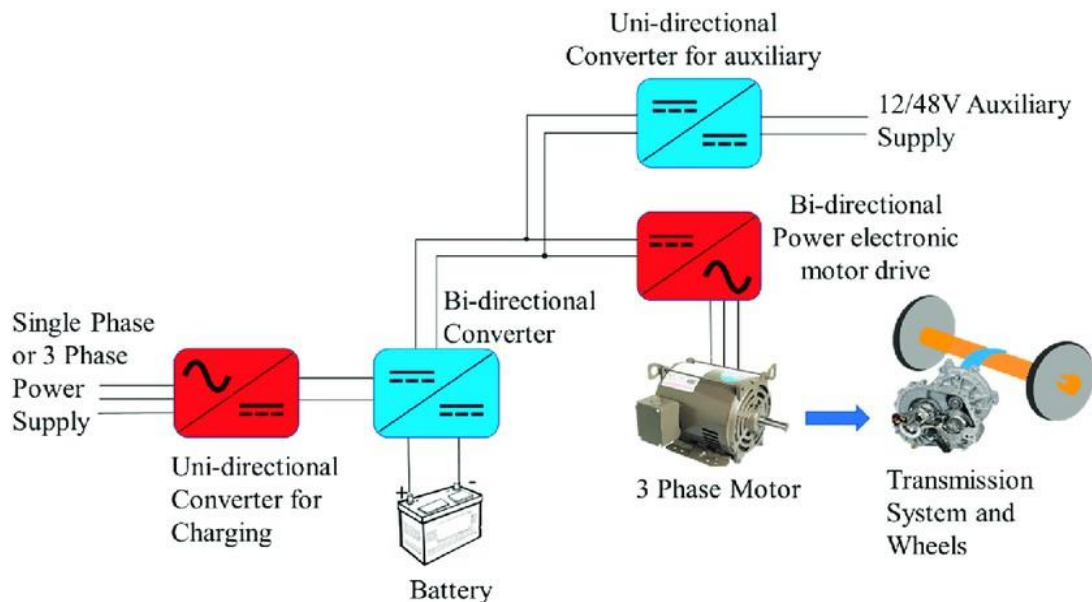 Uni-directional
Converter for auxiliary
12/48V Auxiliary
Supply
Bi-directional
Power electronic
motor drive
Bi-directional
Converter
Single Phase
or 3 Phase
Power
Supply
Uni-directional
Converter for
Charging
+ -
Battery
3 Phase Motor
Transmission
System and
Wheels